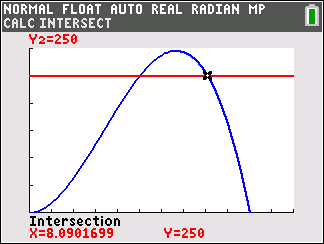 NORMAL FLOAT AUTO REAL RADIAN MP
CALC INTERSECT
Y2=250
Intersection
X=8.0901699 Y=250